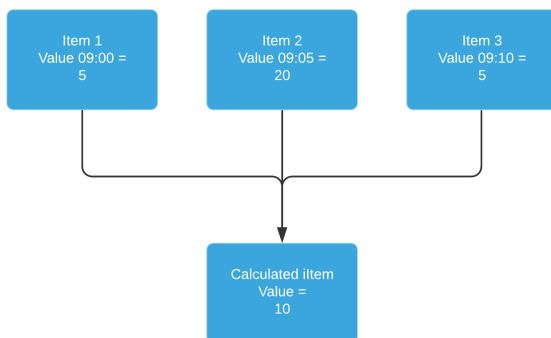 Item 1
Value 09:00 =
5
Item 2
Value 09:05 =
20
Item 3
Value 09:10 =
5
Calculated iItem
Value =
10